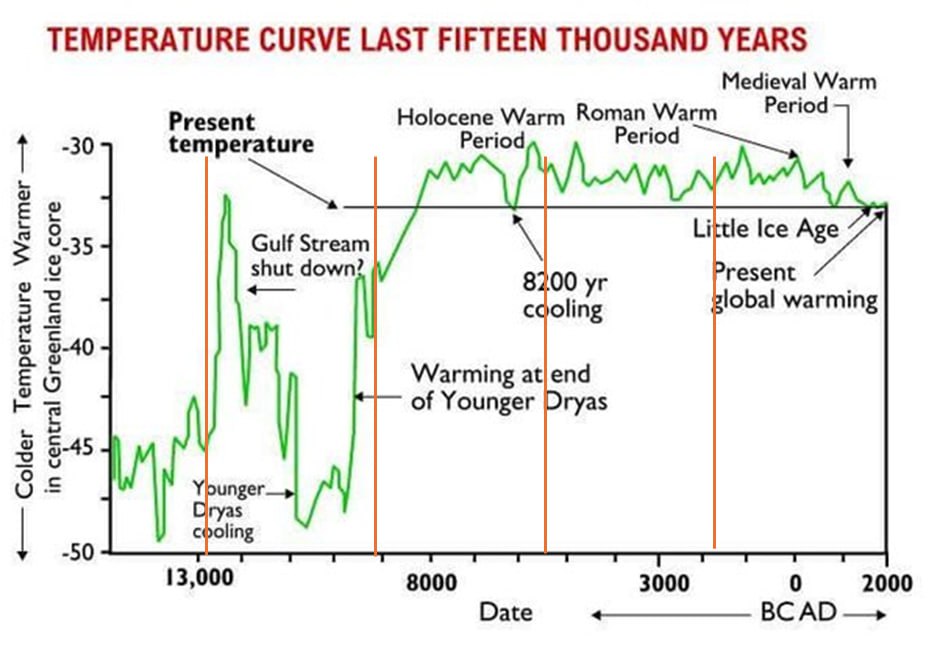 TEMPERATURE CURVE LAST FIFTEEN THOUSAND YEARS
Medieval Warm
Period
Present
temperature
Holocene Warm
Period
Roman Warm
Period
Colder Temperature Warmer
in central Greenland ice core
-30
-35
-40
-45
-50
Gulf Stream
shut down?
Little Ice Age
Present
global warming
8200 yr
cooling
Warming at end
of Younger Dryas
Younger
Dryas
cooling
13,000 8000 3000 0 2000
Date BC AD